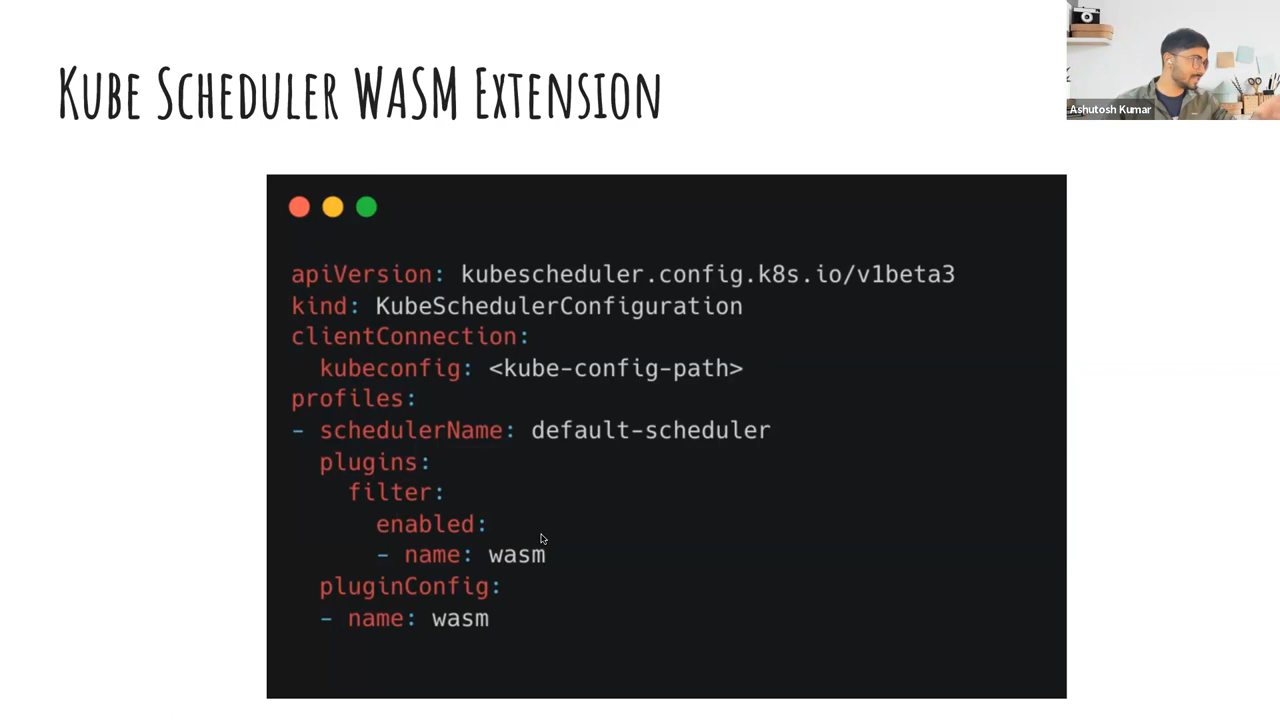 Kube Scheduler WASM Extension
Ashutosh Kumar
apiVersion: kubescheduler.config.k8s.io/v1beta3
kind: KubeSchedulerConfiguration
clientConnection:
  kubeconfig: <kube-config-path>
profiles:
- schedulerName: default-scheduler
  plugins:
    filter:
      enabled:
      - name: wasm
  pluginConfig:
  - name: wasm